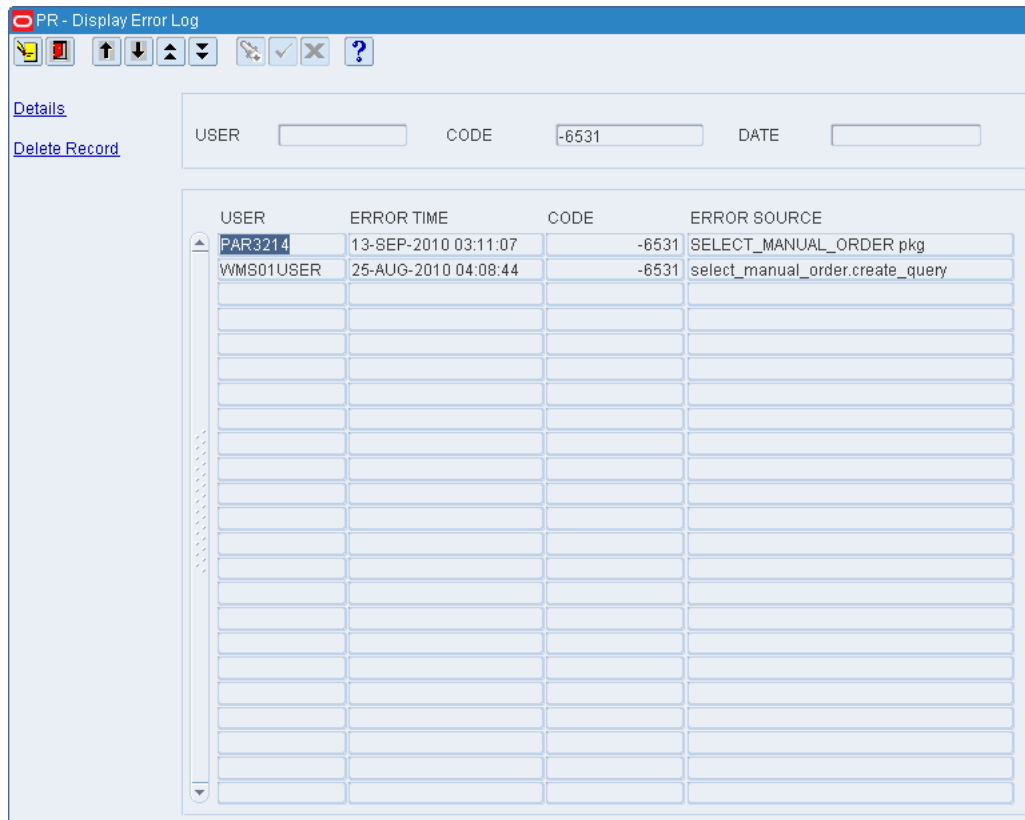 PR - Display Error Log
?
Details
Delete Record
USER CODE -6531 DATE
USER ERROR TIME CODE ERROR SOURCE
PAR3214 13-SEP-2010 03:11:07 -6531 SELECT_MANUAL_ORDER pkg
WMS01USER 25-AUG-2010 04:08:44 -6531 select_manual_order.create_query